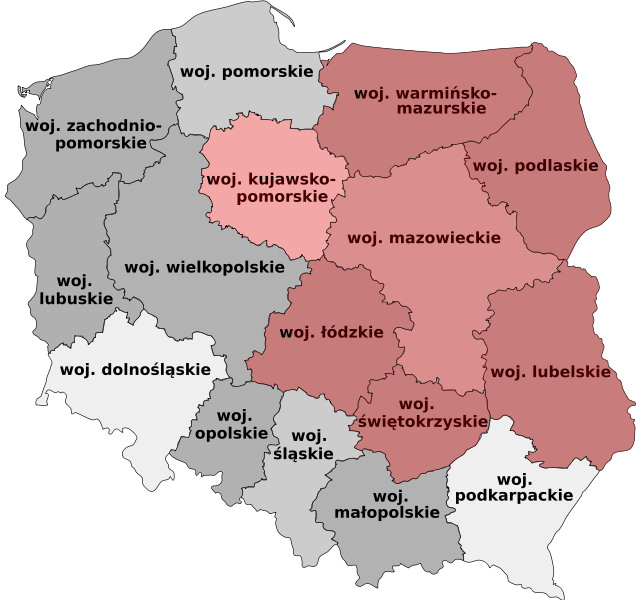 woj. pomorskie
woj. warmińsko-
mazurskie
woj. zachodnio-
pomorskie
woj. podlaskie
woj. kujawsko-
pomorskie
woj. mazowieckie
woj. wielkopolskie
woj.
lubuskie
woj. łódzkie
woj. dolnośląskie
woj. lubelskie
woj.
świętokrzyskie
woj.
opolskie
woj.
śląskie
woj.
podkarpackie
woj.
małopolskie